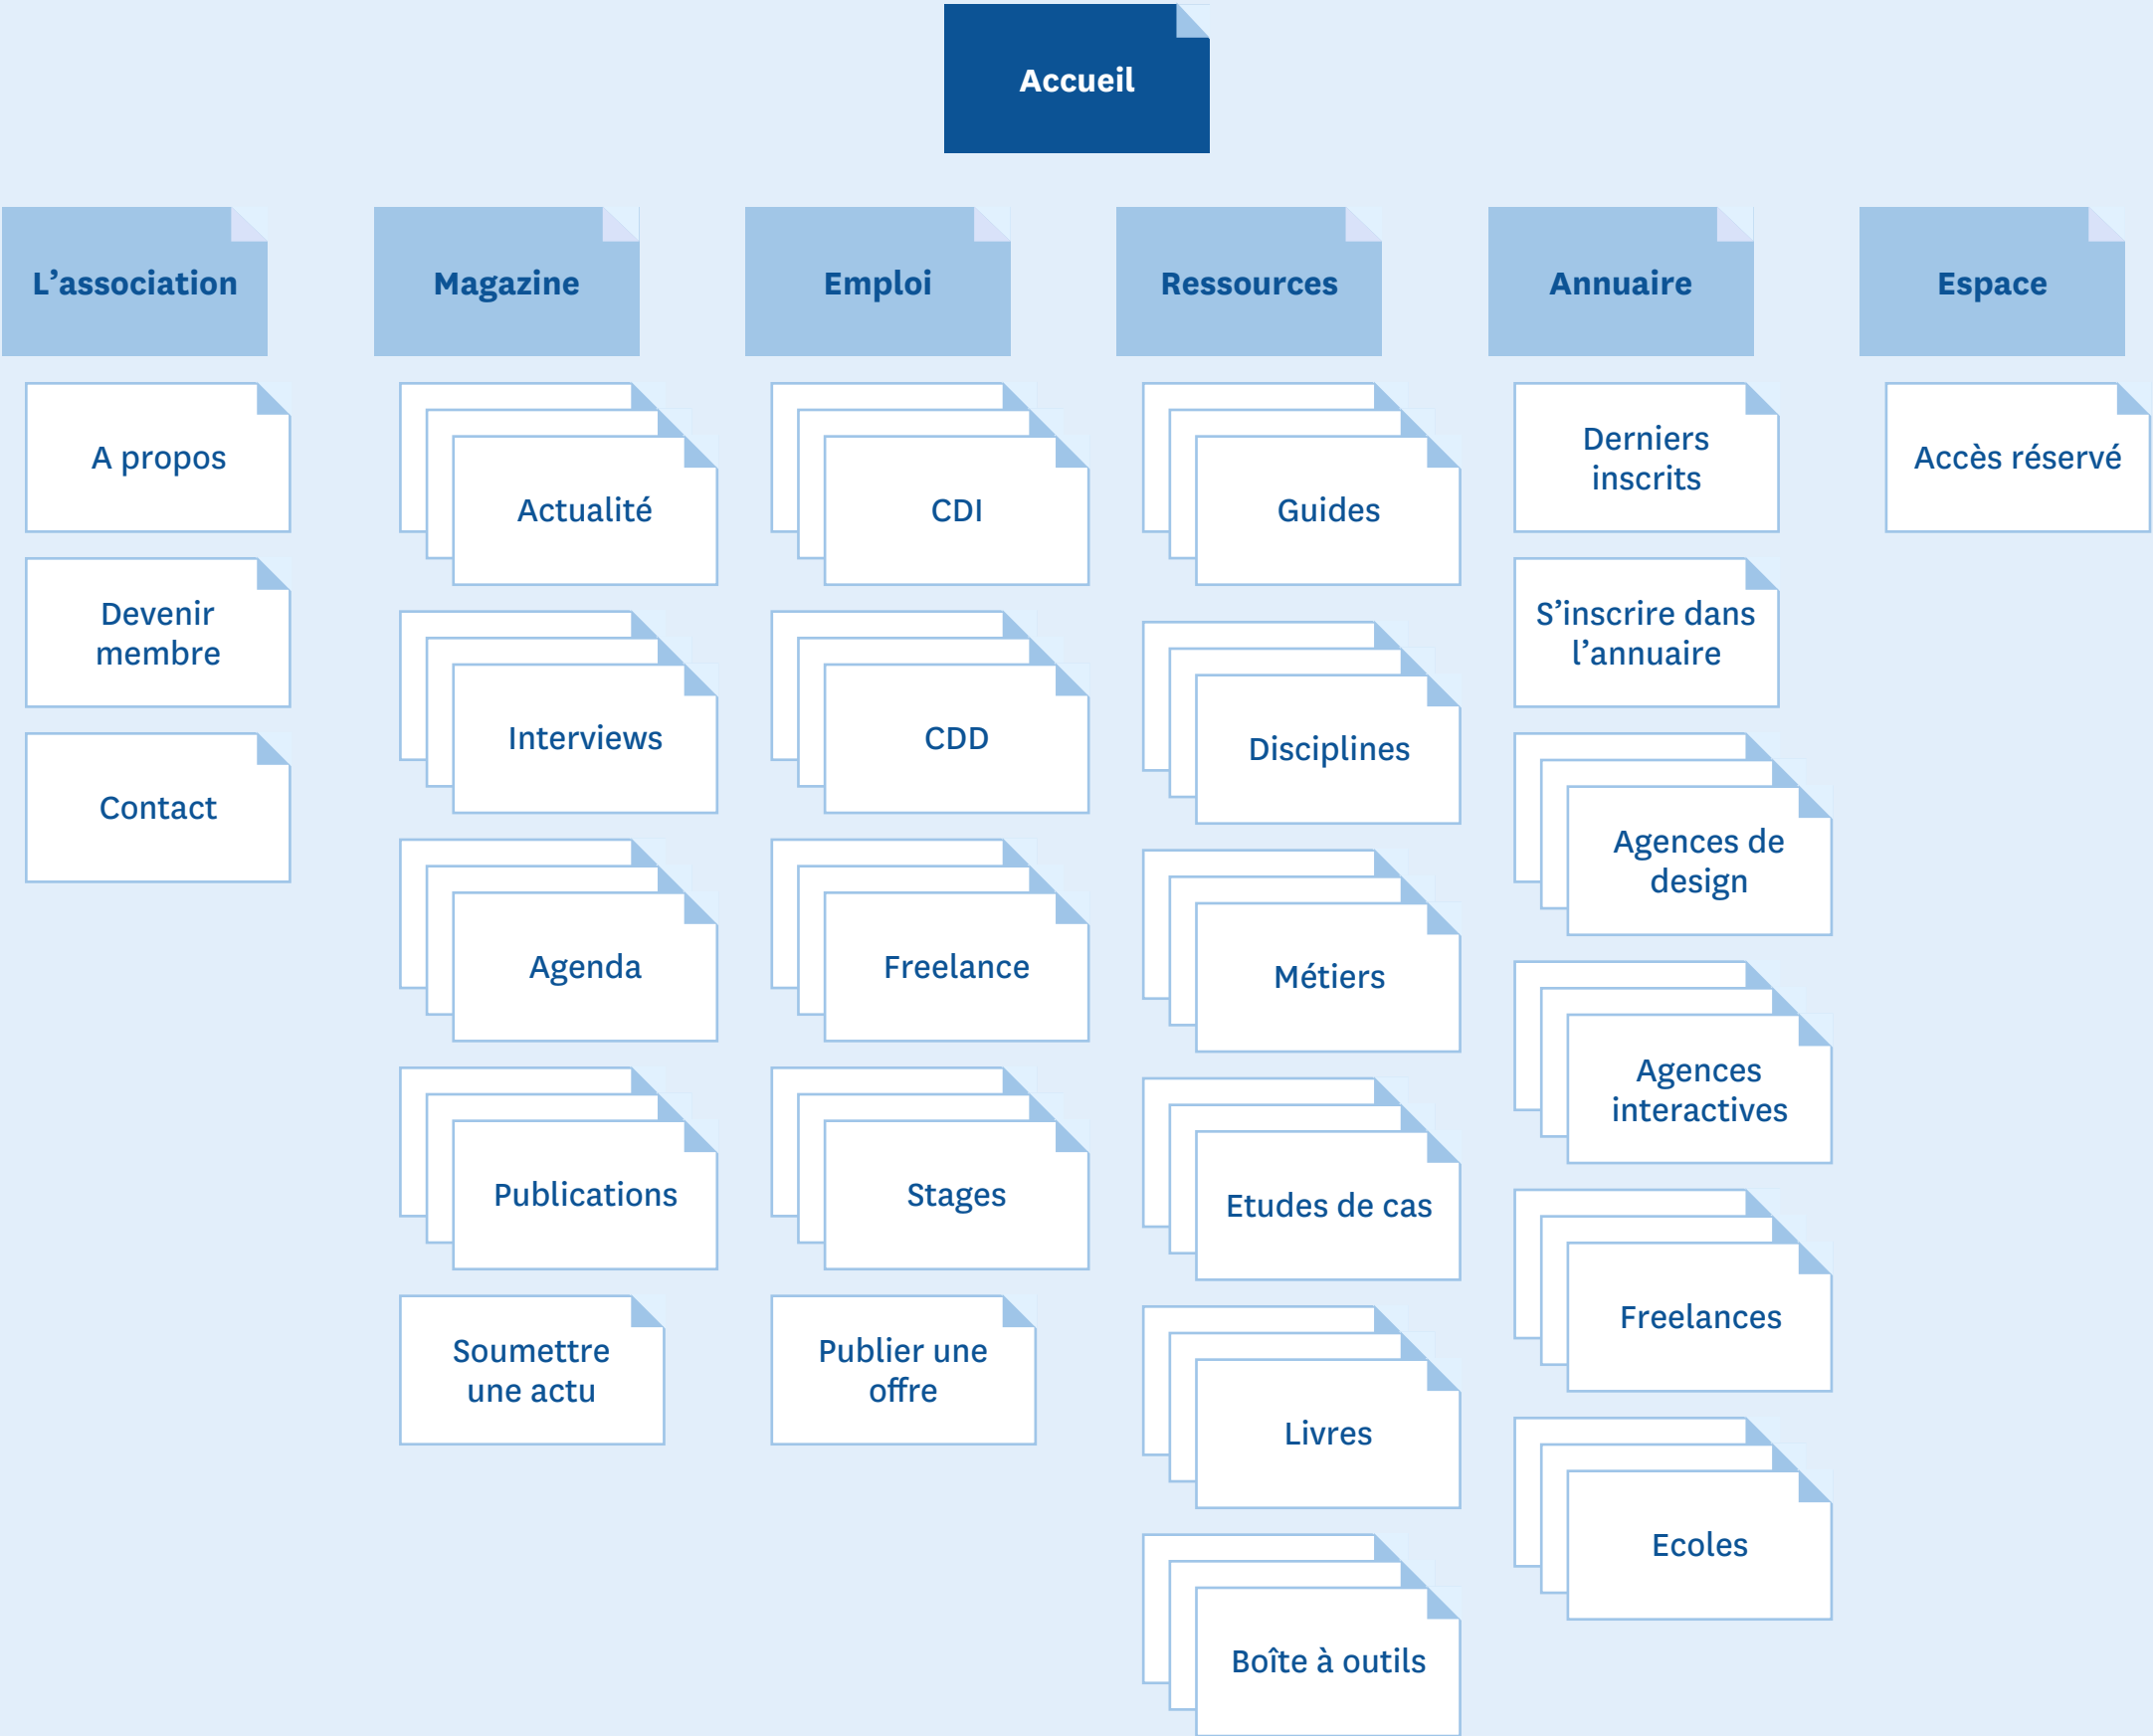 Accueil
L’association
A propos
Devenir
membre
Contact
Magazine
Actualité
Interviews
Agenda
Publications
Soumettre
une actu
Emploi
CDI
CDD
Freelance
Stages
Publier une
offre
Ressources
Guides
Disciplines
Métiers
Etudes de cas
Livres
Boîte à outils
Annuaire
Derniers
inscrits
S’inscrire dans
l’annuaire
Agences de
design
Agences
interactives
Freelances
Ecoles
Espace
Accès réservé